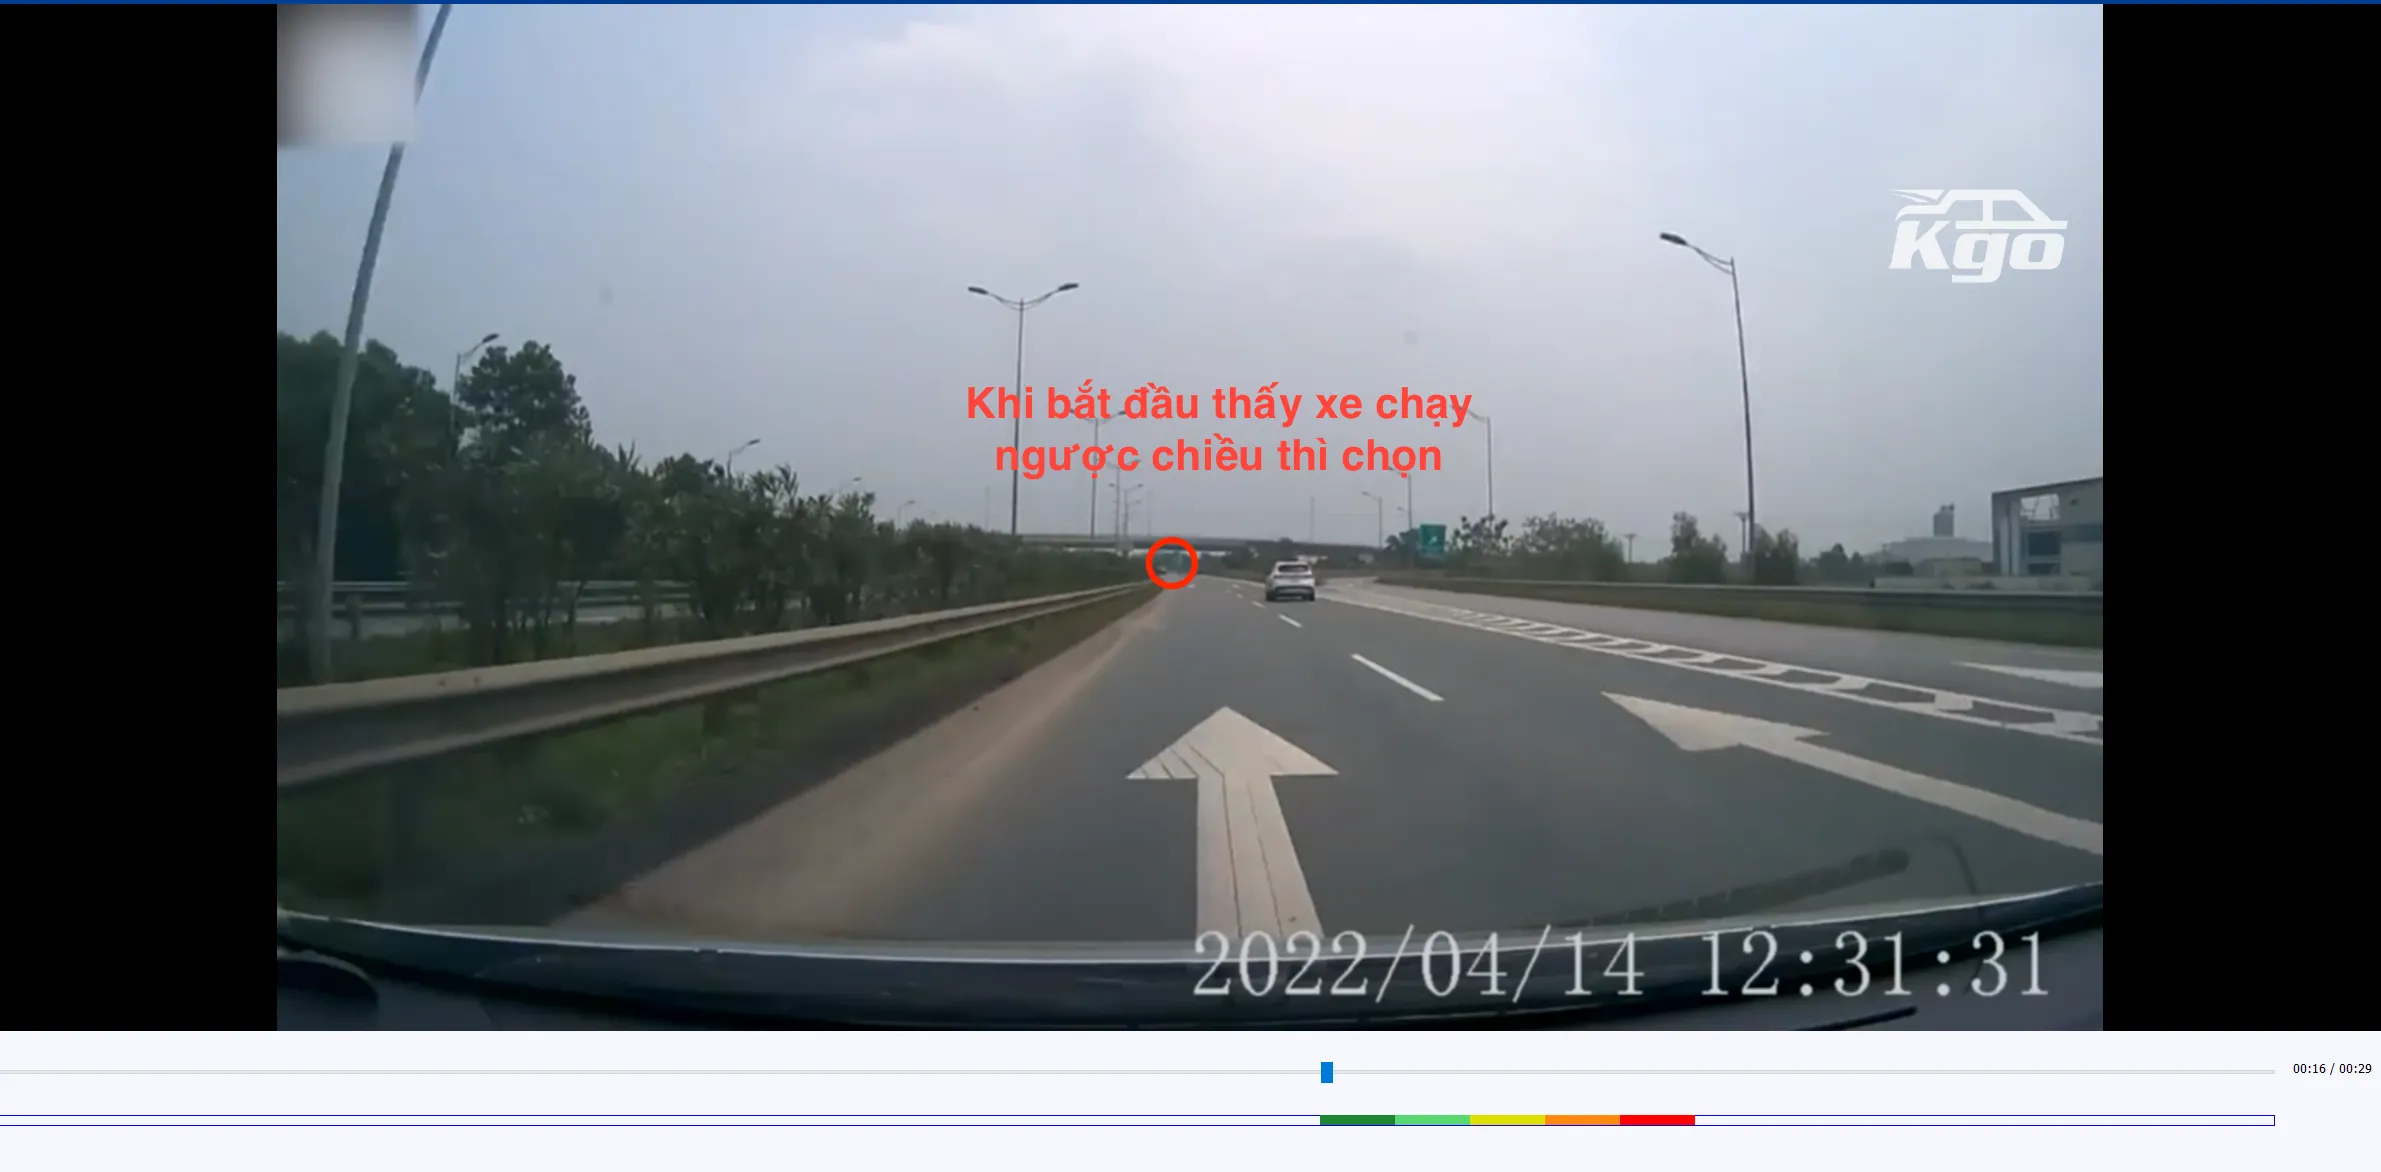 Kgo
Khi bắt đầu thấy xe chạy
ngược chiều thì chọn
2022/04/14 12:31:31
00:16 / 00:29